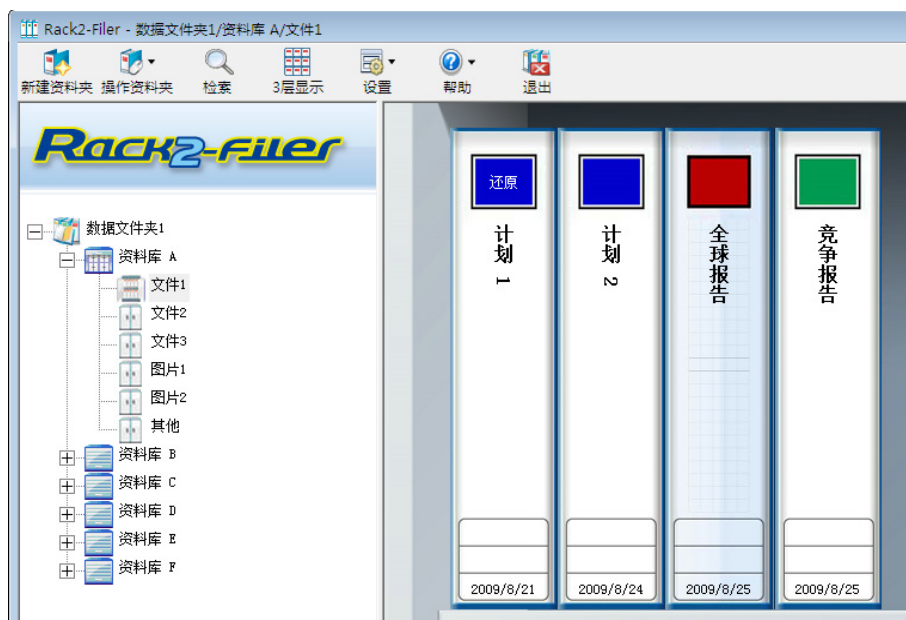 Rack2-Filer - 数据文件夹1/资料库 A/文件1
新建资料夹 操作资料夹 检索 3层显示 设置 帮助 退出
Rack2-Filer
数据文件夹1
资料库 A
文件1
文件2
文件3
图片1
图片2
其他
资料库 B
资料库 C
资料库 D
资料库 E
资料库 F
还原
计划 1
2009/8/21
计划 2
2009/8/24
全球报告
2009/8/25
竞争报告
2009/8/25